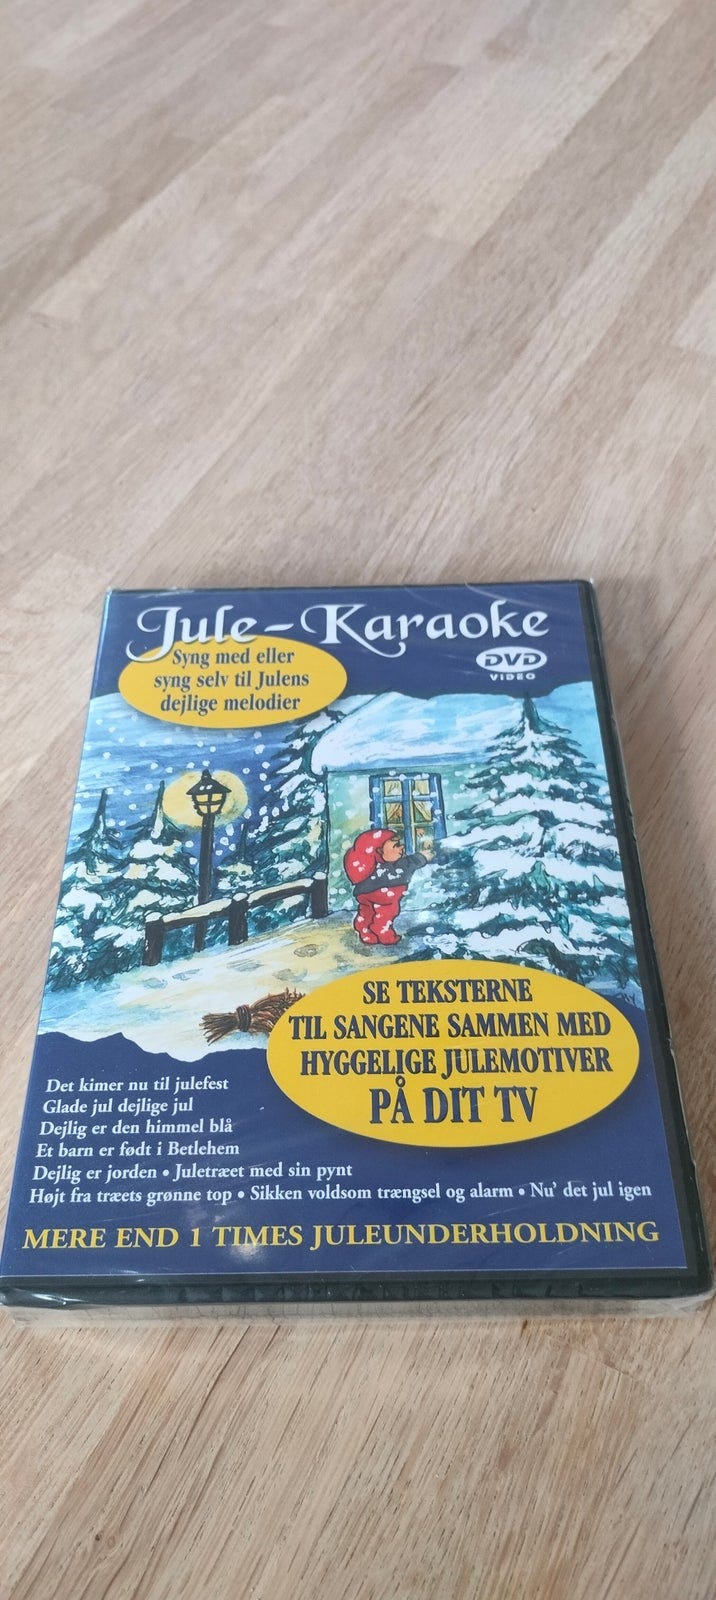 Jule-Karaoke
Syng med eller
syng selv til Julens
dejlige melodier
DVD
VIDEO
SE TEKSTERNE
TIL SANGENE SAMMEN MED
HYGGELIGE JULEMOTIVER
PÅ DIT TV
Det kimer nu til julefest
Glade jul dejlige jul
Dejlig er den himmel blå
Et barn er født i Betlehem
Dejlig er jorden • Juletræet med sin pynt
Højt fra træets grønne top • Sikken voldsom trængsel og alarm • Nu' det jul igen
MERE END 1 TIMES JULEUNDERHOLDNING